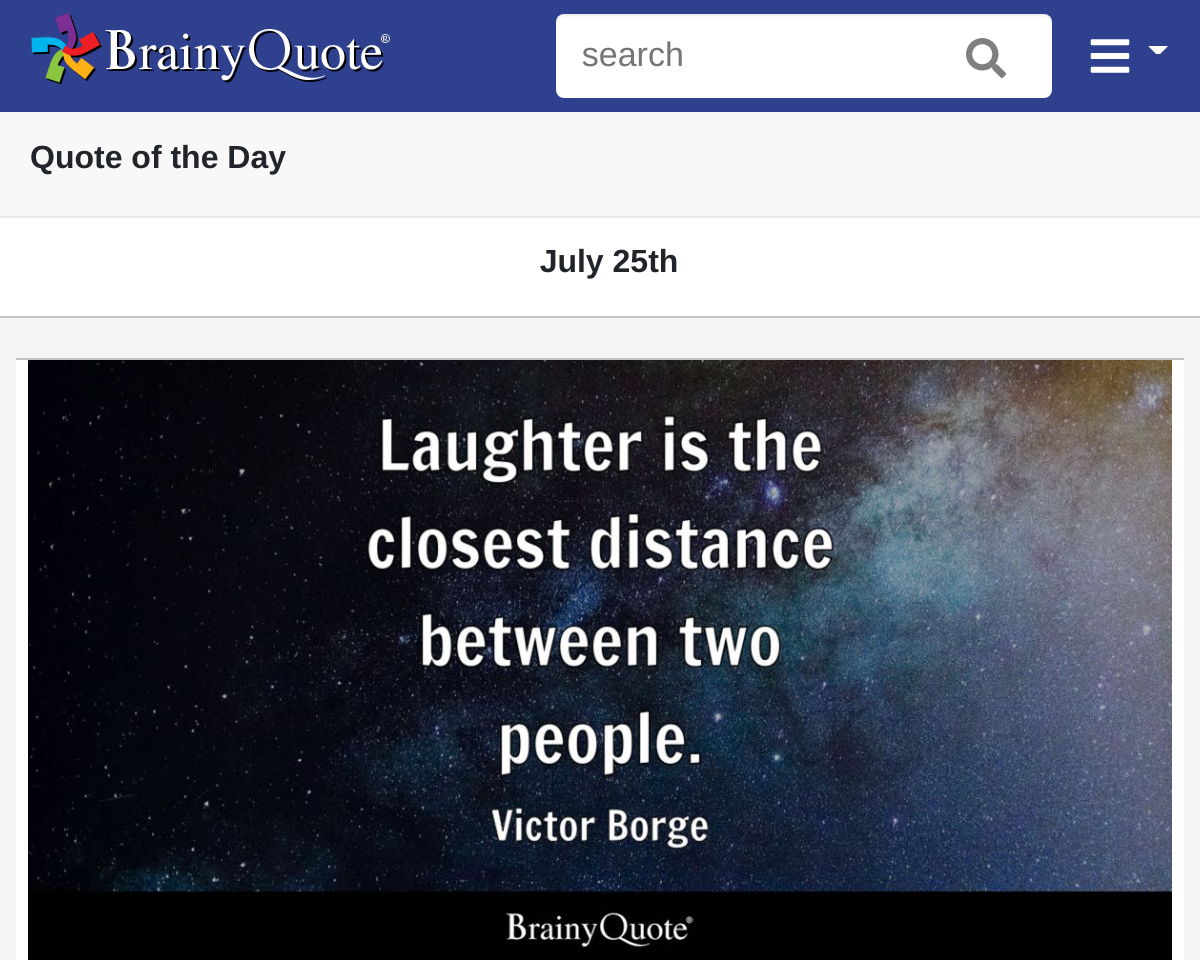 BrainyQuote®
search
Quote of the Day
July 25th
Laughter is the
closest distance
between two
people.
Victor Borge
BrainyQuote®